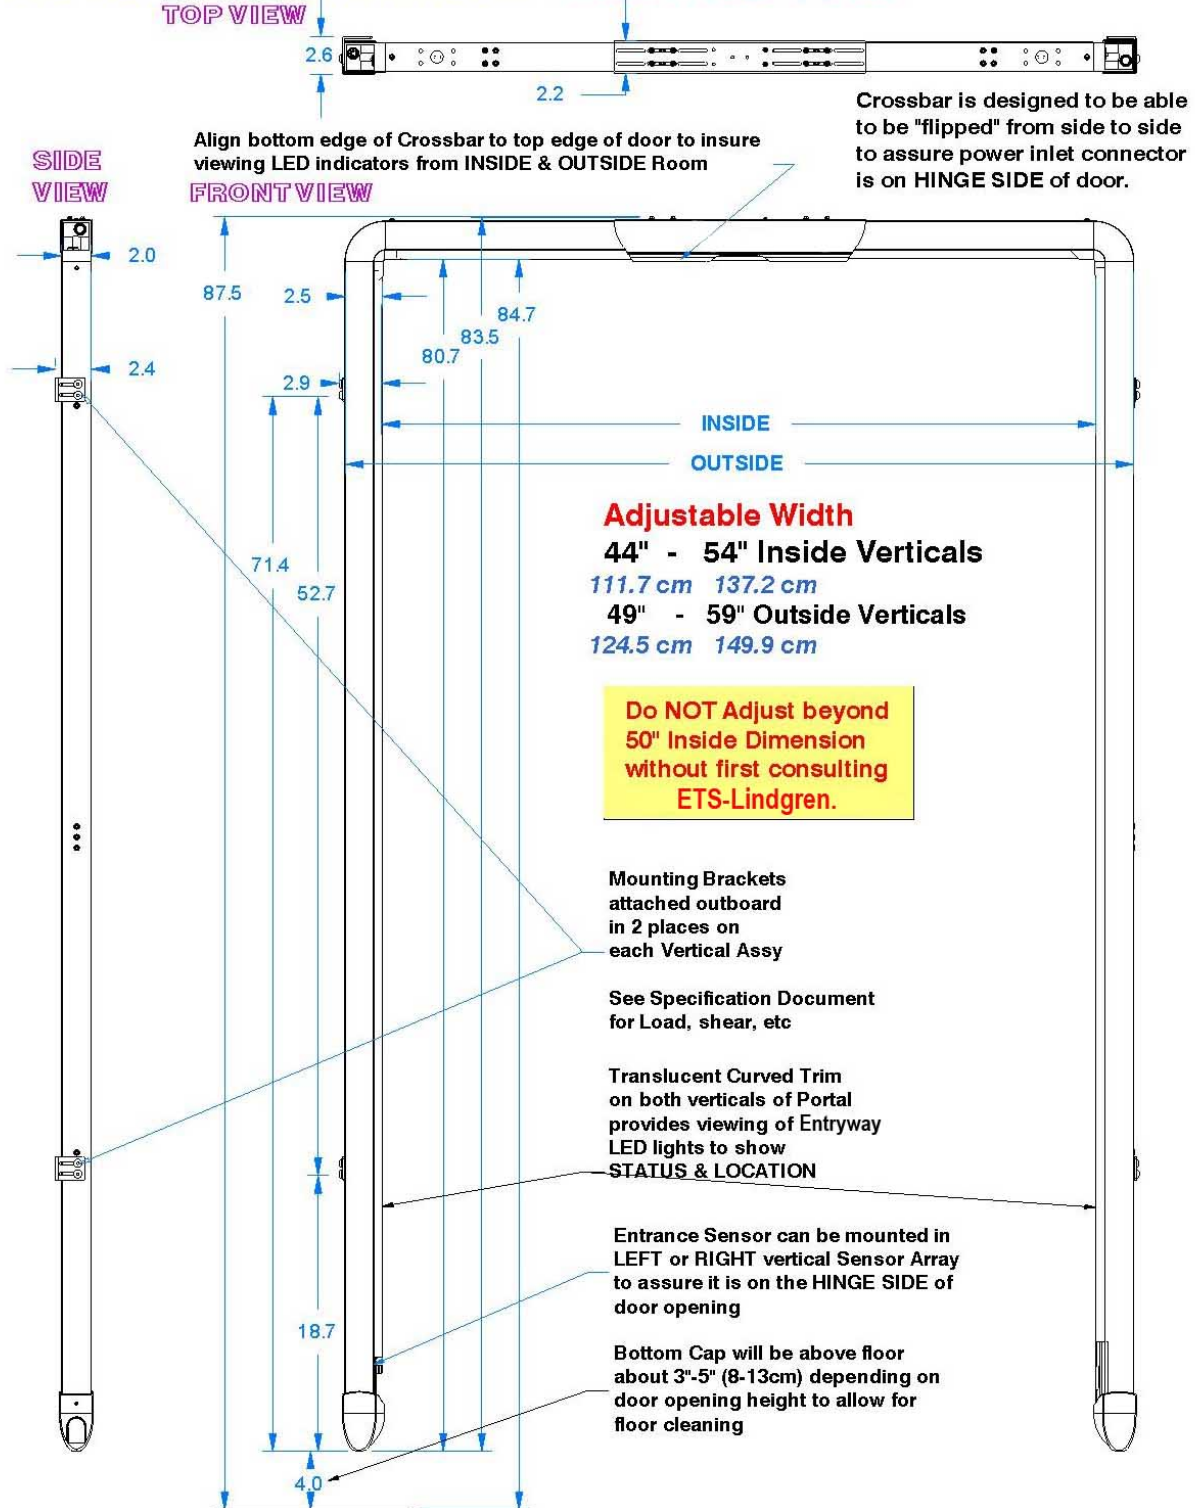 TOP VIEW
2.6
2.2
Crossbar is designed to be able
to be "flipped" from side to side
to assure power inlet connector
is on HINGE SIDE of door.
Align bottom edge of Crossbar to top edge of door to insure
viewing LED indicators from INSIDE & OUTSIDE Room
SIDE
VIEW
FRONT VIEW
2.0
87.5
2.5
84.7
83.5
80.7
2.4
2.9
INSIDE
OUTSIDE
Adjustable Width
44" - 54" Inside Verticals
111.7 cm 137.2 cm
49" - 59" Outside Verticals
124.5 cm 149.9 cm
71.4
52.7
Do NOT Adjust beyond
50" Inside Dimension
without first consulting
ETS-Lindgren.
Mounting Brackets
attached outboard
in 2 places on
each Vertical Assy
See Specification Document
for Load, shear, etc
Translucent Curved Trim
on both verticals of Portal
provides viewing of Entryway
LED lights to show
STATUS & LOCATION
Entrance Sensor can be mounted in
LEFT or RIGHT vertical Sensor Array
to assure it is on the HINGE SIDE of
door opening
18.7
Bottom Cap will be above floor
about 3"-5" (8-13cm) depending on
door opening height to allow for
floor cleaning
4.0